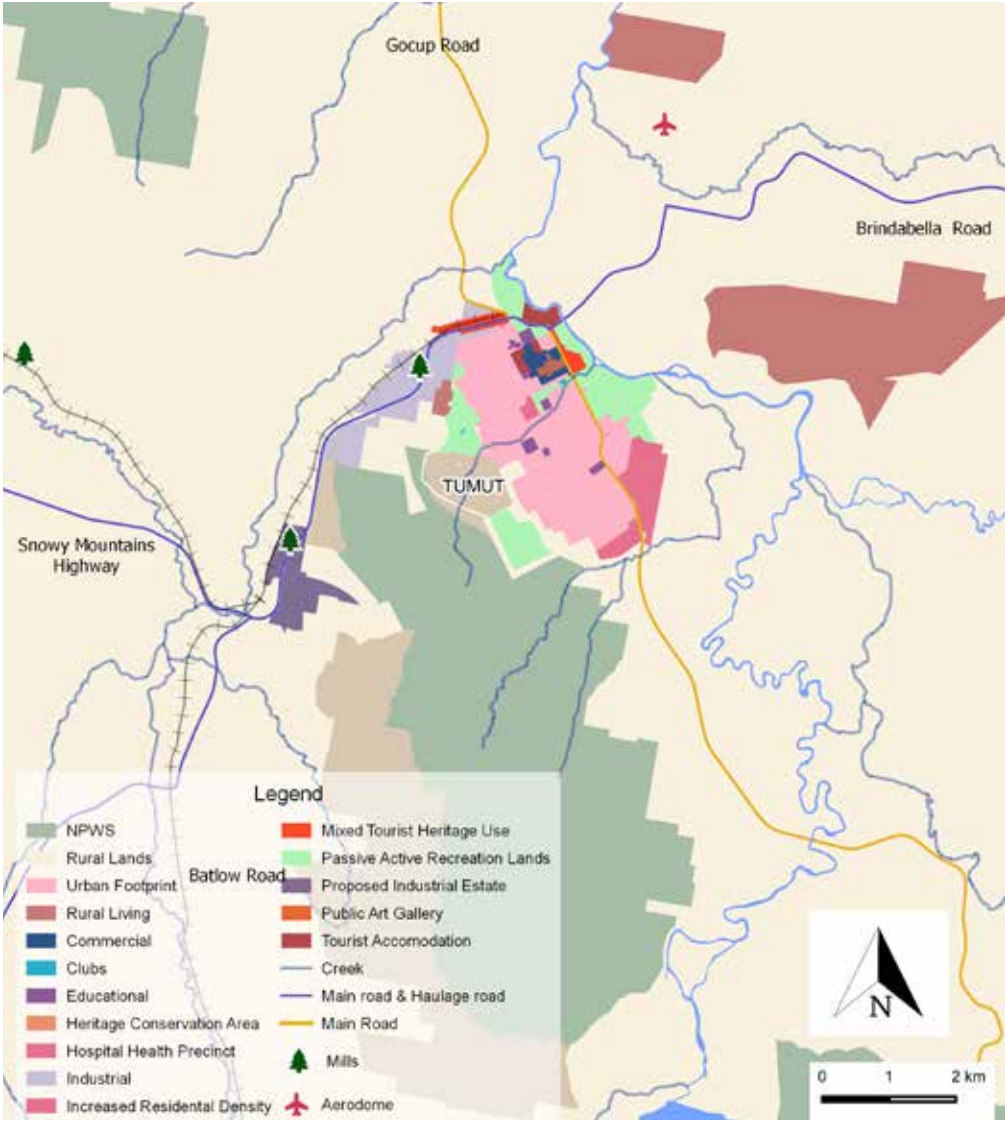 Gocup Road
Brindabella Road
TUMUT
Snowy Mountains
Highway
Batlow Road
Legend
NPWS
Rural Lands
Urban Footprint
Rural Living
Commercial
Clubs
Educational
Heritage Conservation Area
Hospital Health Precinct
Industrial
Increased Residental Density
Mixed Tourist Heritage Use
Passive Active Recreation Lands
Proposed Industrial Estate
Public Art Gallery
Tourist Accomodation
Creek
Main road & Haulage road
Main Road
Mills
Aerodome
N
0 1 2 km